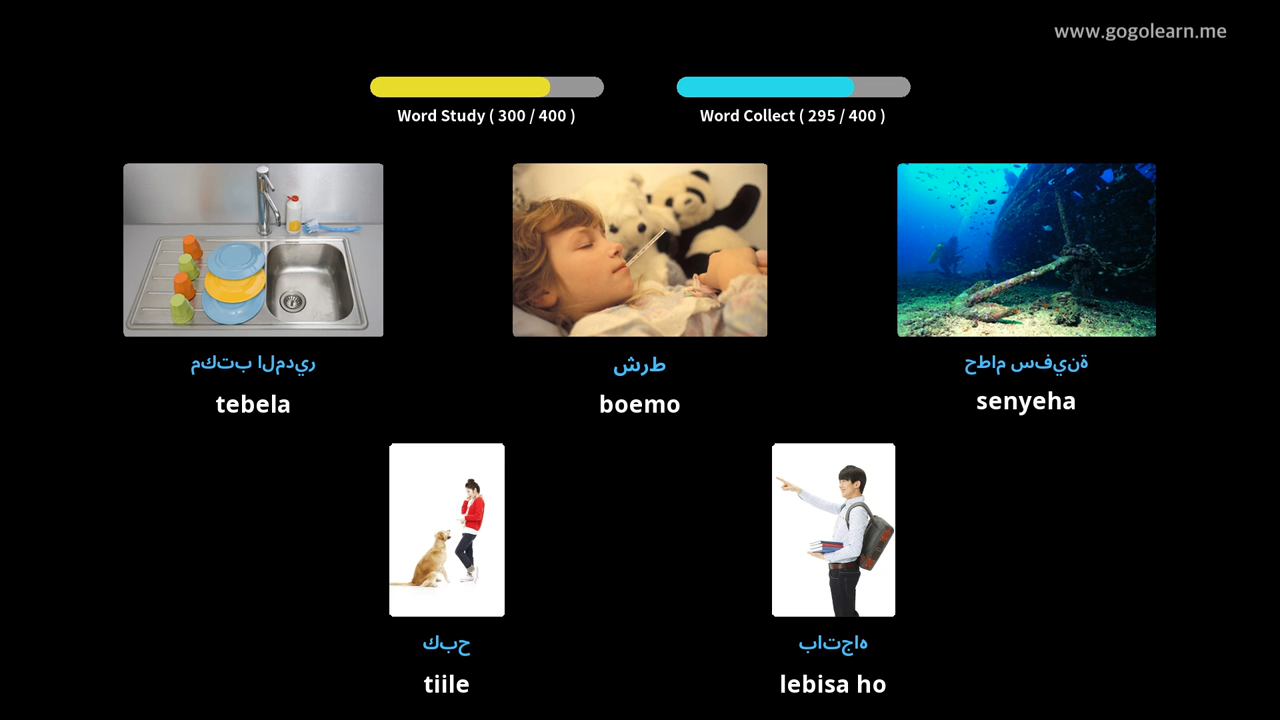 www.gogolearn.me
Word Study ( 300 / 400 )
Word Collect ( 295 / 400 )
مكتب المدير
شرط
حطام سفينة
tebela
boemo
senyeha
كبح
باتجاه
tiile
lebisa ho